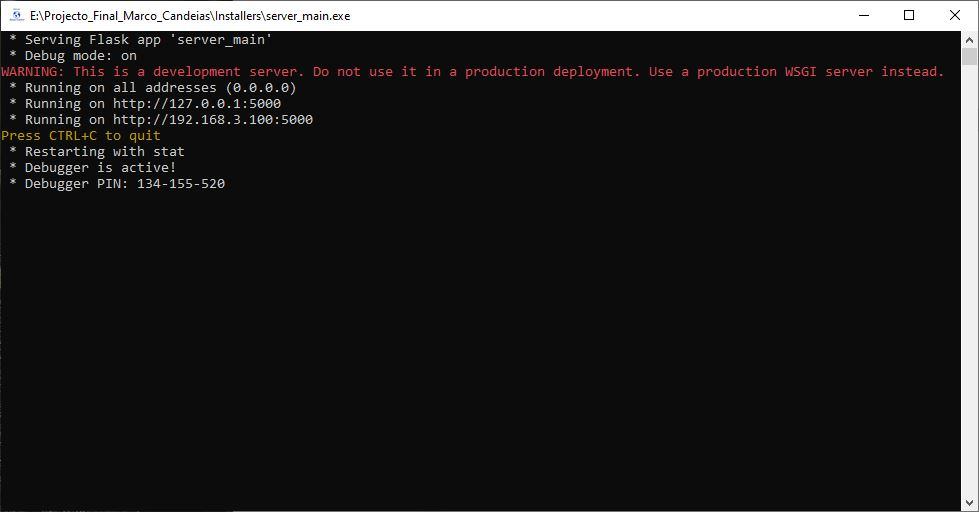 E:\Projecto_Final_Marco_Candeias\Installers\server_main.exe
* Serving Flask app 'server_main'
* Debug mode: on
WARNING: This is a development server. Do not use it in a production deployment. Use a production WSGI server instead.
* Running on all addresses (0.0.0.0)
* Running on http://127.0.0.1:5000
* Running on http://192.168.3.100:5000
Press CTRL+C to quit
* Restarting with stat
* Debugger is active!
* Debugger PIN: 134-155-520